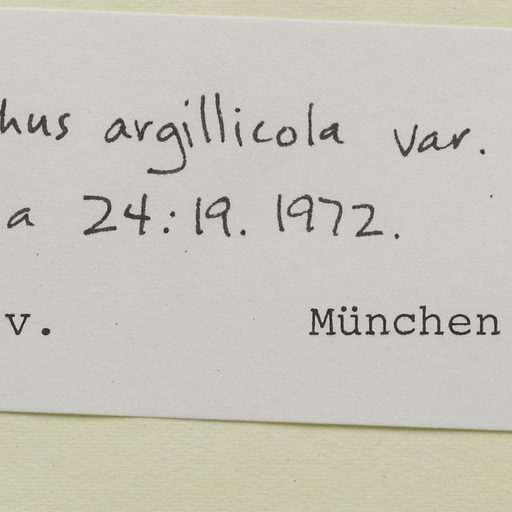 hus argillicola var.
a 24:19. 1972.
v. München